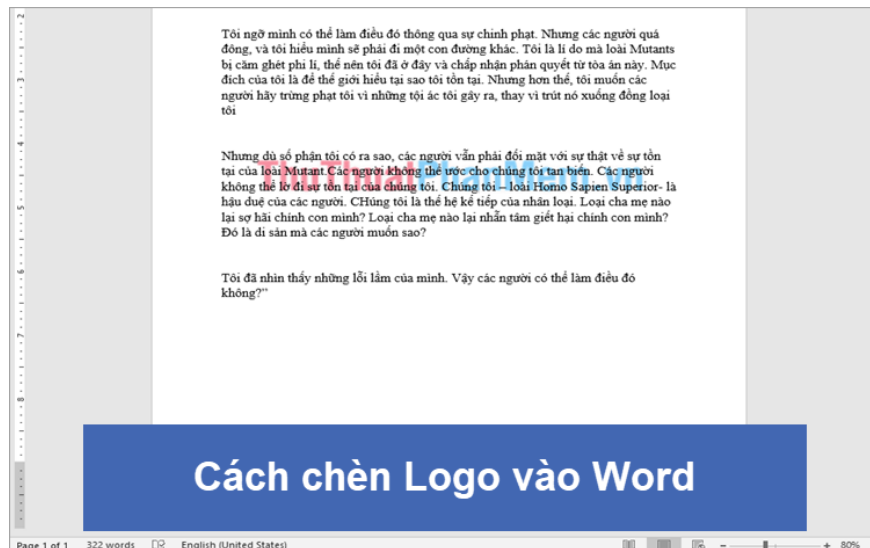 Tôi ngỡ mình có thể làm điều đó thông qua sự chinh phạt. Nhưng các người quá
đông, và tôi hiểu mình sẽ phải đi một con đường khác. Tôi là lí do mà loài Mutants
bị căm ghét phi lí, thế nên tôi đã ở đây và chấp nhận phán quyết từ tòa án này. Mục
đích của tôi là để thế giới hiểu tại sao tôi tồn tại. Nhưng hơn thế, tôi muốn các
người hãy trừng phạt tôi vì những tội ác tôi gây ra, thay vì trút nó xuống đồng loại
tôi
Nhưng dù số phận tôi có ra sao, các người vẫn phải đối mặt với sự thật về sự tồn
tại của loài Mutant.Các người không thể ước cho chúng tôi tan biến. Các người
ThuThuatPhanMem.vn
không thể lờ đi sự tồn tại của chúng tôi. Chúng tôi – loài Homo Sapien Superior- là
hậu duệ của các người. CHúng tôi là thế hệ kế tiếp của nhân loại. Loại cha mẹ nào
lại sợ hãi chính con mình? Loại cha mẹ nào lại nhẫn tâm giết hại chính con mình?
Đó là di sản mà các người muốn sao?
Tôi đã nhìn thấy những lỗi lầm của mình. Vậy các người có thể làm điều đó
không?"
Cách chèn Logo vào Word
Page 1 of 1 322 words English (United States) 80%